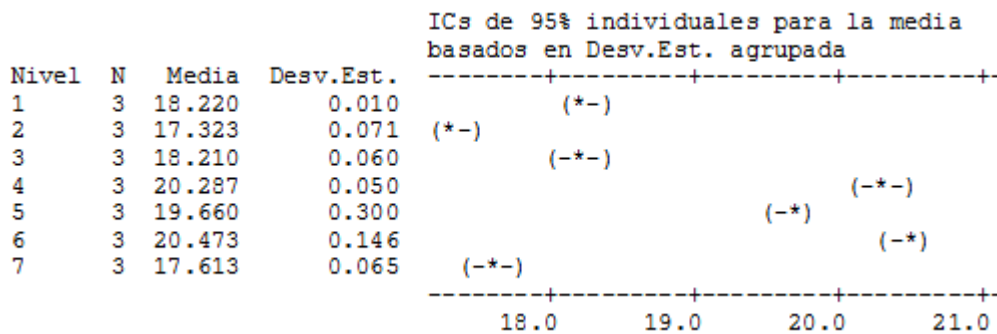 ICs de 95% individuales para la media
basados en Desv.Est. agrupada
Nivel  N   Media  Desv.Est.  --------+---------+---------+---------+-
1      3  18.220      0.010           (*-)
2      3  17.323      0.071  (*-)
3      3  18.210      0.060          (-*-)
4      3  20.287      0.050                               (-*-)
5      3  19.660      0.300                         (-*)
6      3  20.473      0.146                                 (-*)
7      3  17.613      0.065    (-*-)
--------+---------+---------+---------+-
18.0      19.0      20.0      21.0